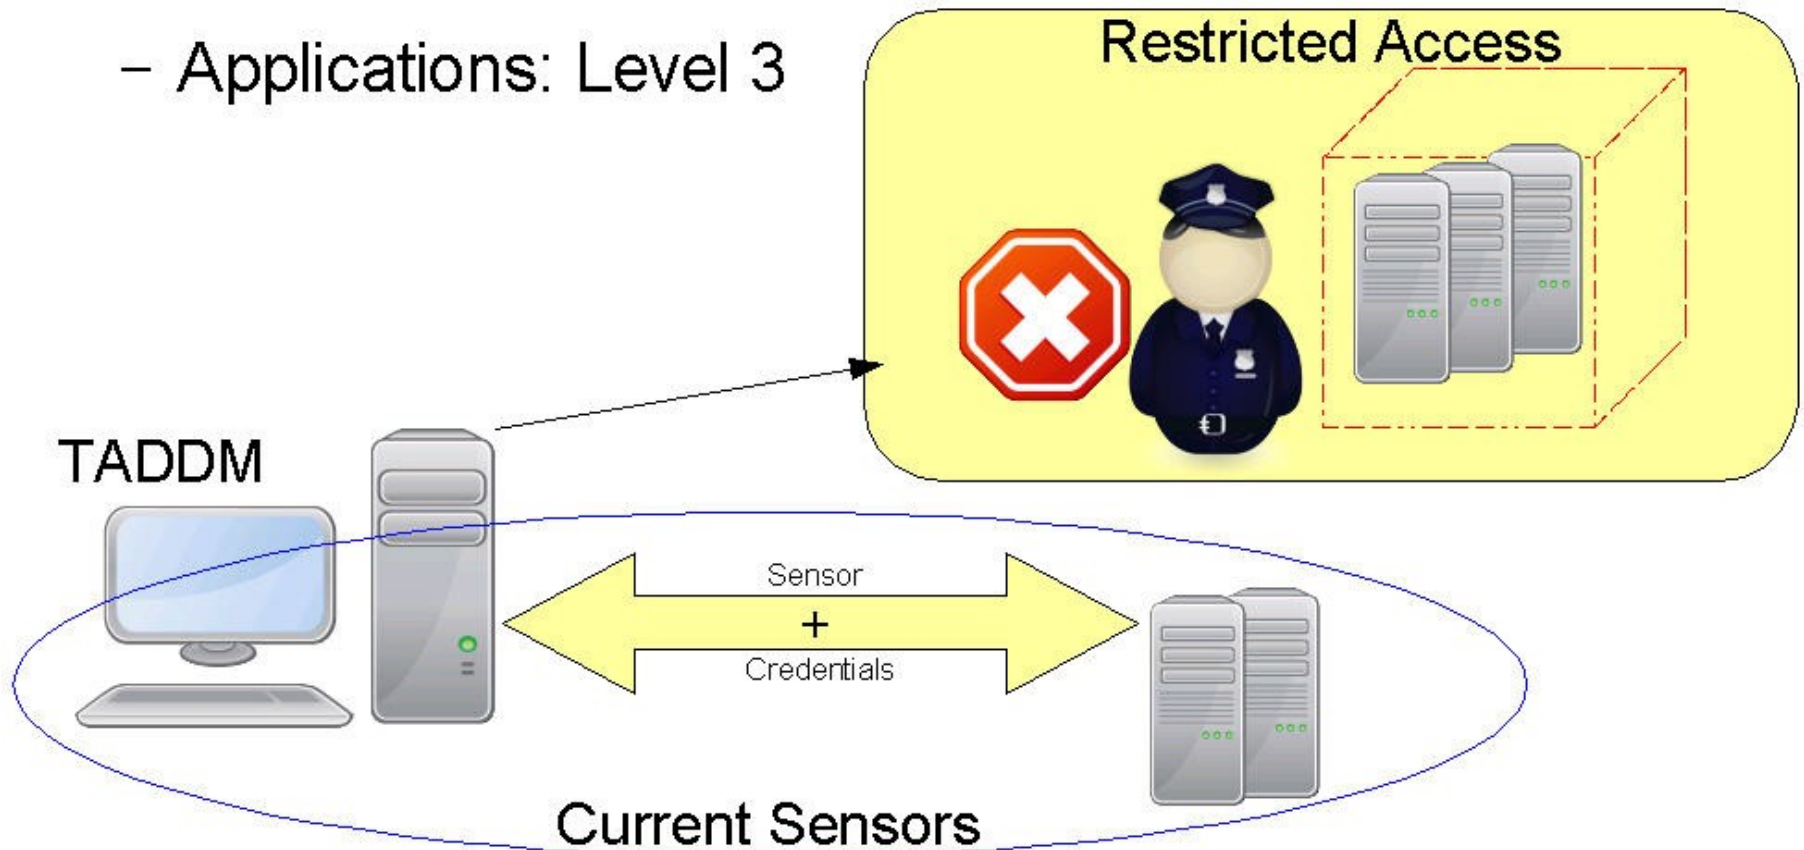 – Applications: Level 3
Restricted Access
TADDM
Sensor
+
Credentials
Current Sensors